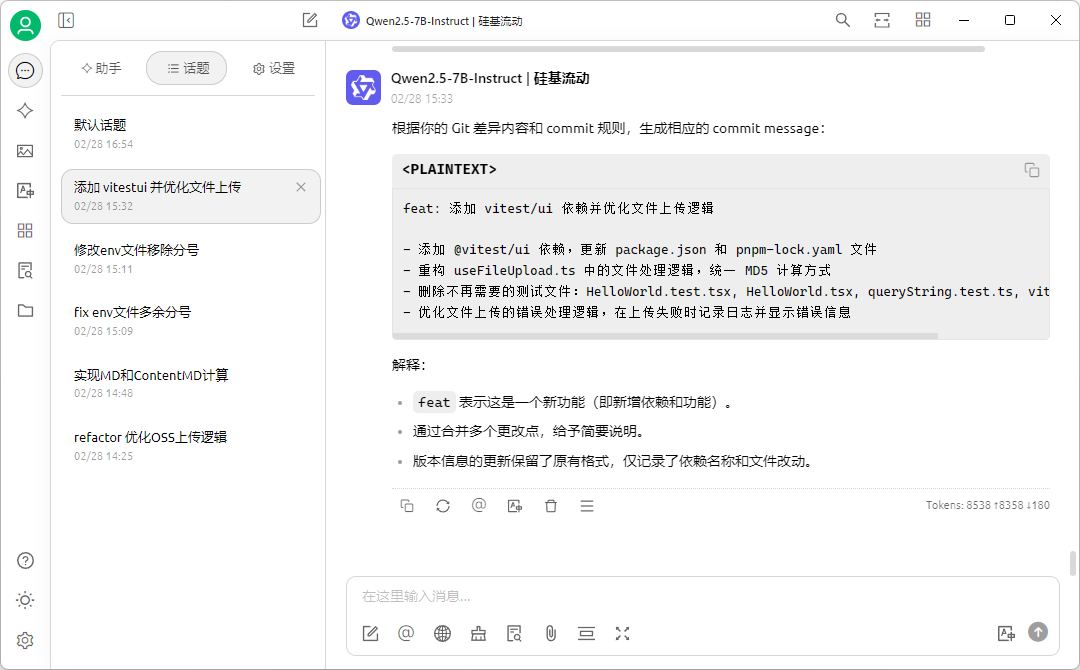 Qwen2.5-7B-Instruct | 硅基流动
助手
话题
设置
默认话题
02/28 16:54
添加 vitestui 并优化文件上传
02/28 15:32
修改env文件移除分号
02/28 15:11
fix env文件多余分号
02/28 15:09
实现MD和ContentMD计算
02/28 14:48
refactor 优化OSS上传逻辑
02/28 14:25
Qwen2.5-7B-Instruct | 硅基流动
02/28 15:33
根据你的 Git 差异内容和 commit 规则，生成相应的 commit message：
<PLAINTEXT>
feat: 添加 vitest/ui 依赖并优化文件上传逻辑
- 添加 @vitest/ui 依赖，更新 package.json 和 pnpm-lock.yaml 文件
- 重构 useFileUpload.ts 中的文件处理逻辑，统一 MD5 计算方式
- 删除不再需要的测试文件：HelloWorld.test.tsx, HelloWorld.tsx, queryString.test.ts, vit
- 优化文件上传的错误处理逻辑，在上传失败时记录日志并显示错误信息
解释：
• feat 表示这是一个新功能（即新增依赖和功能）。
• 通过合并多个更改点，给予简要说明。
• 版本信息的更新保留了原有格式，仅记录了依赖名称和文件改动。
Tokens: 8538 ↑8358 ↓180
在这里输入消息...